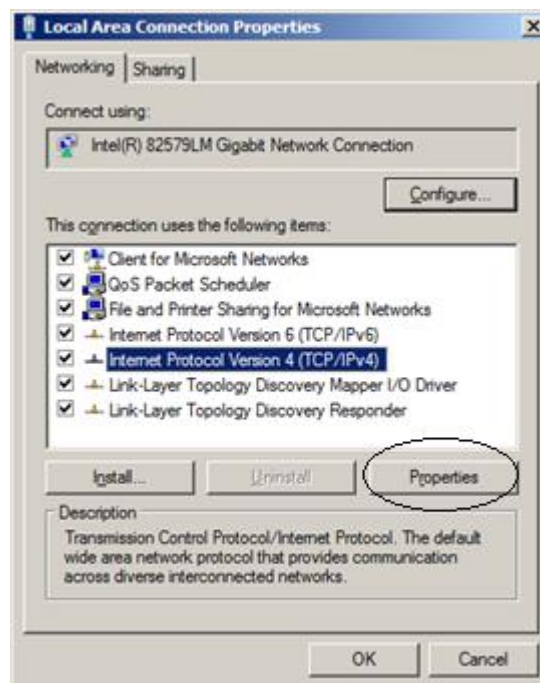 Local Area Connection Properties
Networking
Sharing
Connect using:
Intel(R) 82579LM Gigabit Network Connection
Configure...
This connection uses the following items:
Client for Microsoft Networks
QoS Packet Scheduler
File and Printer Sharing for Microsoft Networks
Internet Protocol Version 6 (TCP/IPv6)
Internet Protocol Version 4 (TCP/IPv4)
Link-Layer Topology Discovery Mapper I/O Driver
Link-Layer Topology Discovery Responder
Install...
Uninstall
Properties
Description
Transmission Control Protocol/Internet Protocol. The default
wide area network protocol that provides communication
across diverse interconnected networks.
OK
Cancel